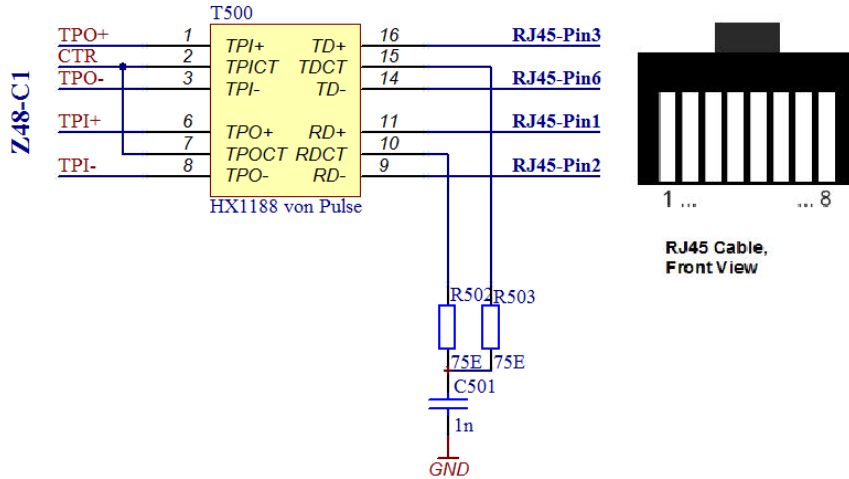 T500
TPO+ 1 TPI+ TD+ 16 RJ45-Pin3
CTR 2 TPICT TDCT 15
TPO- 3 TPI- TD- 14 RJ45-Pin6
Z48-C1
TPI+ 6 TPO+ RD+ 11 RJ45-Pin1
7 TPOCT RDCT 10
TPI- 8 TPO- RD- 9 RJ45-Pin2
HX1188 von Pulse
1 ... ... 8
RJ45 Cable,
Front View
R502 R503
75E 75E
C501
1n
GND